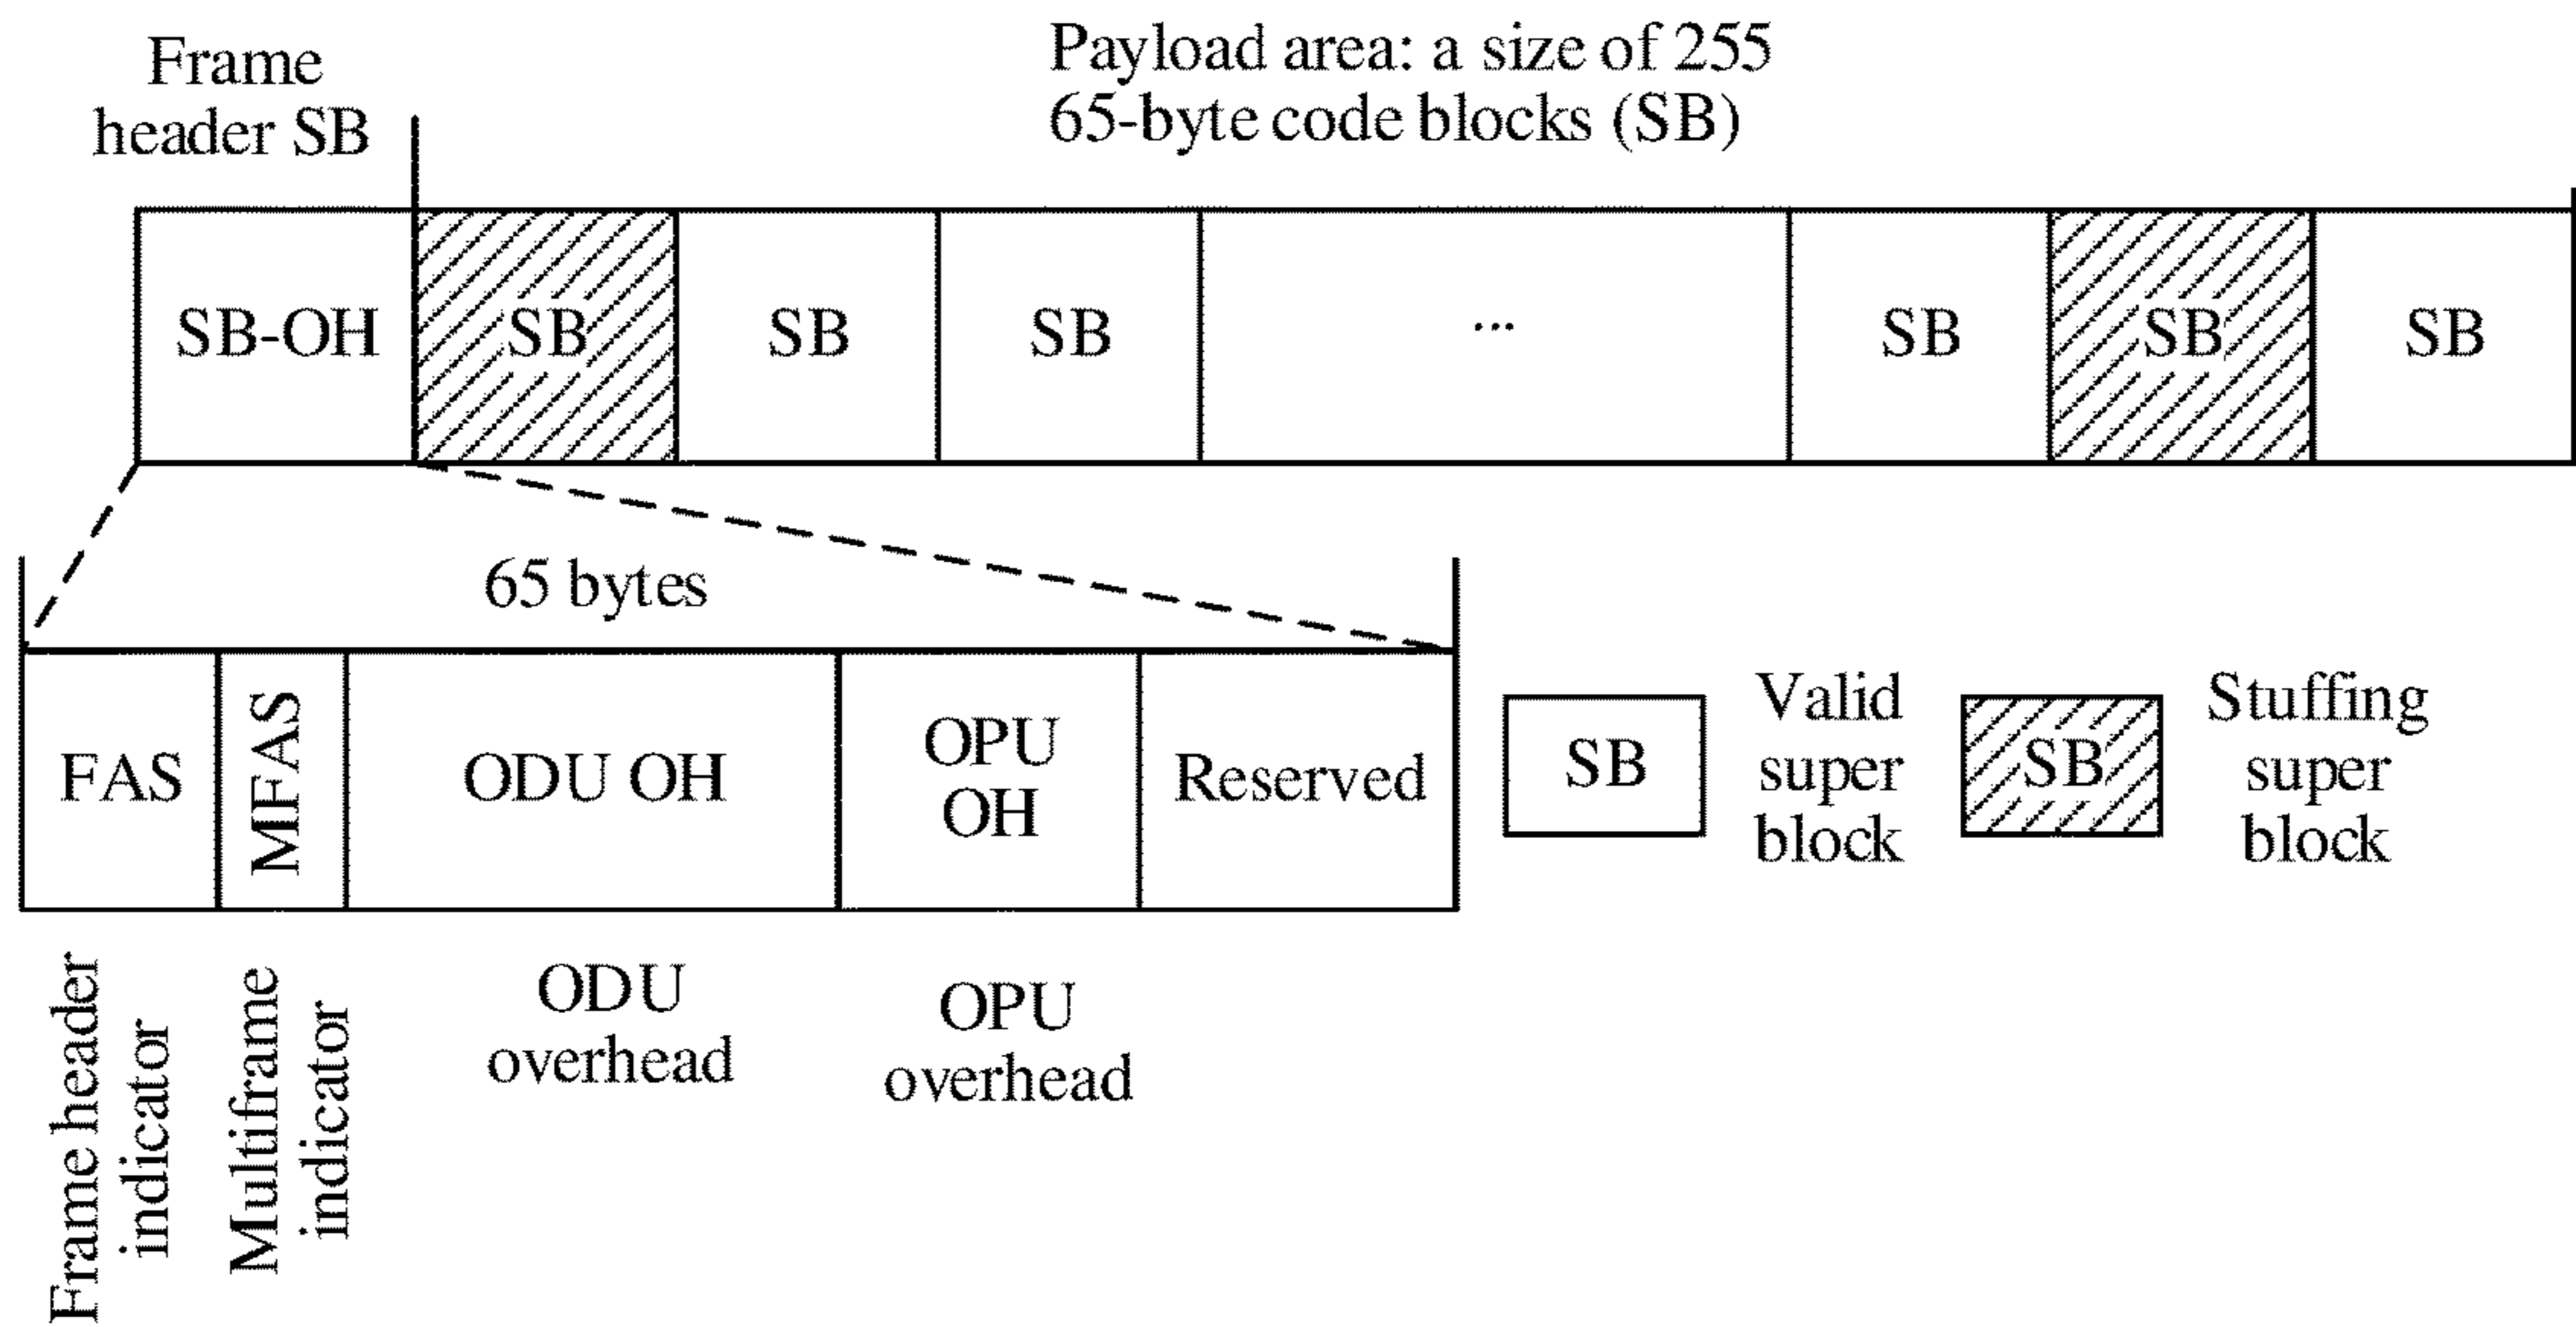 Frame
header SB
Payload area: a size of 255
65-byte code blocks (SB)
SB-OH
SB
SB
SB
...
SB
SB
SB
65 bytes
FAS
MFAS
ODU OH
OPU
OH
Reserved
SB
Valid
super
block
SB
Stuffing
super
block
Frame header
indicator
Multiframe
indicator
ODU
overhead
OPU
overhead